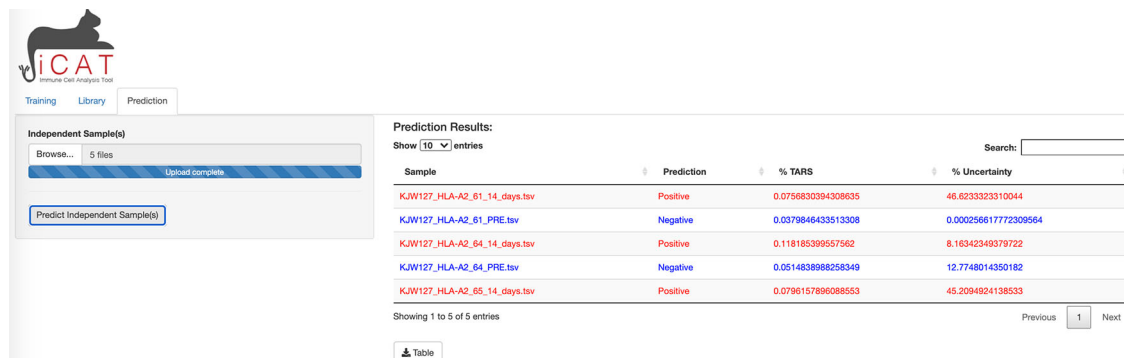 iCAT
Immune Cell Analysis Tool
Training Library Prediction
Independent Sample(s)
Browse... 5 files
Upload complete
Predict Independent Sample(s)
Prediction Results:
Show 10 entries
Search:
Sample Prediction % TARS % Uncertainty
KJW127_HLA-A2_61_14_days.tsv Positive 0.0756830394308635 46.6233323310044
KJW127_HLA-A2_61_PRE.tsv Negative 0.0379846433513308 0.000256617772309564
KJW127_HLA-A2_64_14_days.tsv Positive 0.118185399557562 8.16342349379722
KJW127_HLA-A2_64_PRE.tsv Negative 0.0514838988258349 12.7748014350182
KJW127_HLA-A2_65_14_days.tsv Positive 0.0796157896088553 45.2094924138533
Showing 1 to 5 of 5 entries
Previous 1 Next
Table